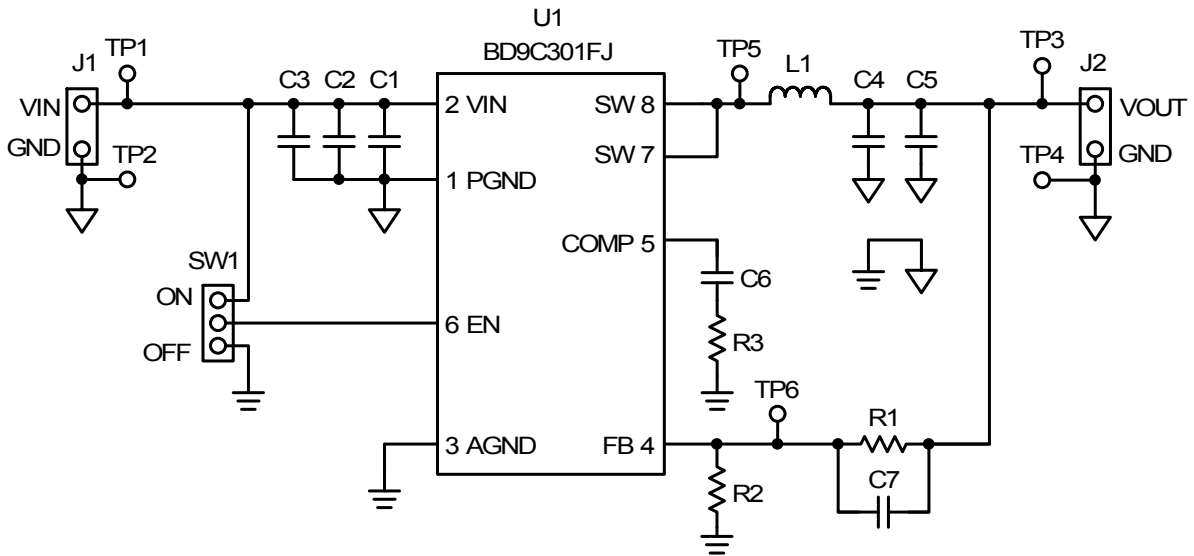 U1
BD9C301FJ
TP1
TP5
TP3
J1
C3 C2 C1
L1
C4 C5
J2
VIN
2 VIN
SW 8
VOUT
GND
TP2
SW 7
TP4
GND
1 PGND
COMP 5
SW1
C6
ON
6 EN
R3
OFF
TP6
R1
3 AGND
FB 4
C7
R2